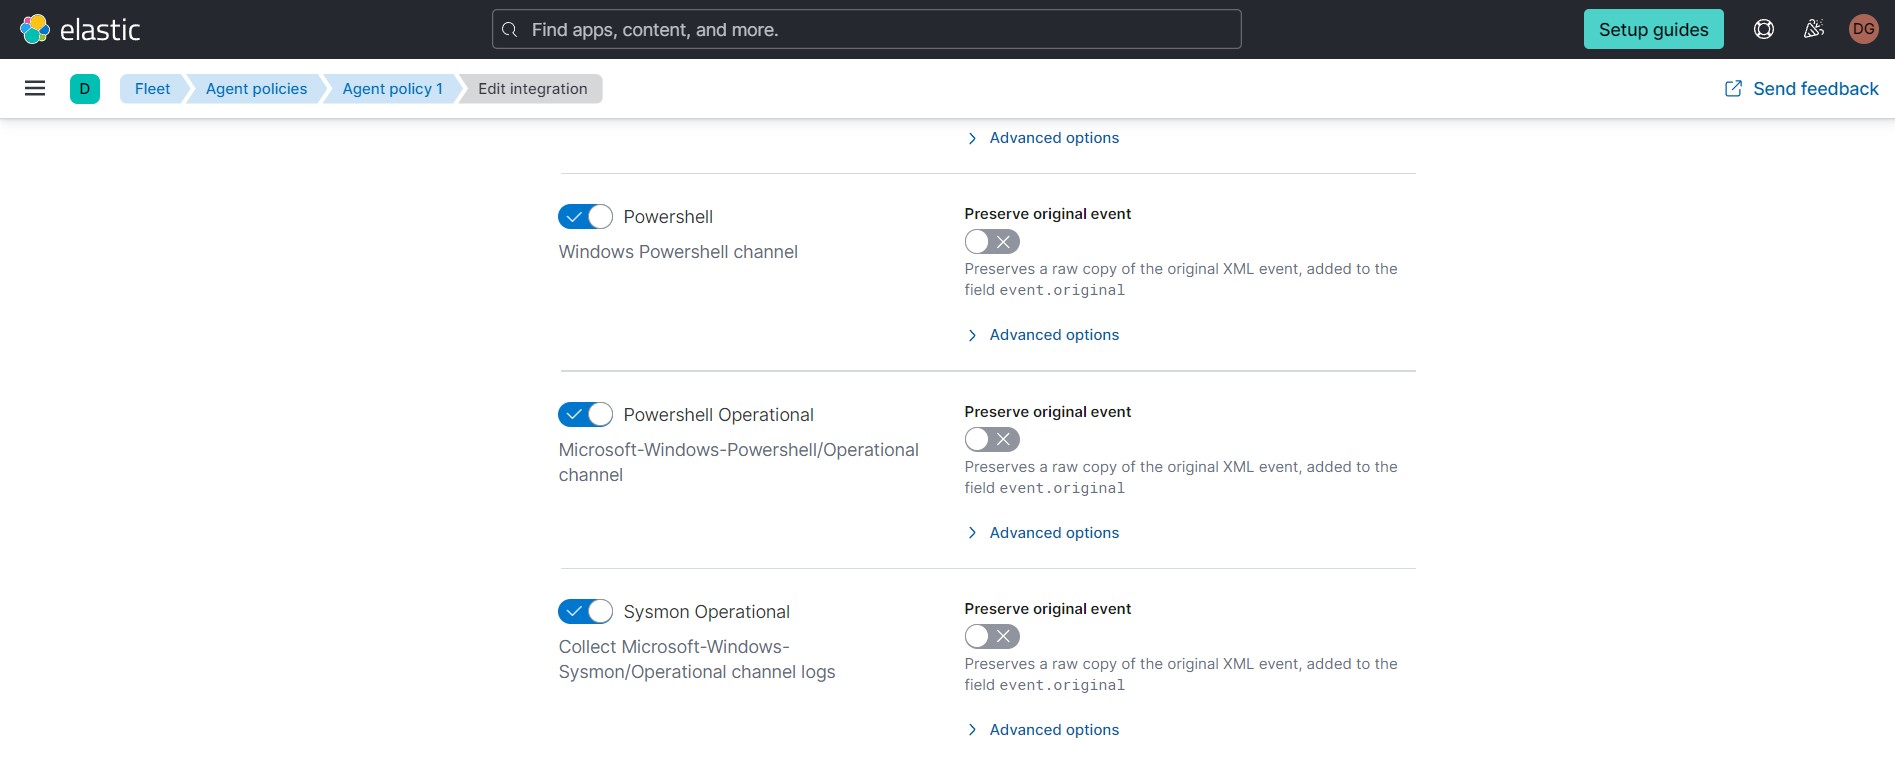 elastic
Find apps, content, and more.
Setup guides
DG
D
Fleet
Agent policies
Agent policy 1
Edit integration
Send feedback
Advanced options
Powershell
Windows Powershell channel
Preserve original event
Preserves a raw copy of the original XML event, added to the
field event.original
Advanced options
Powershell Operational
Microsoft-Windows-Powershell/Operational
channel
Preserve original event
Preserves a raw copy of the original XML event, added to the
field event.original
Advanced options
Sysmon Operational
Collect Microsoft-Windows-
Sysmon/Operational channel logs
Preserve original event
Preserves a raw copy of the original XML event, added to the
field event.original
Advanced options